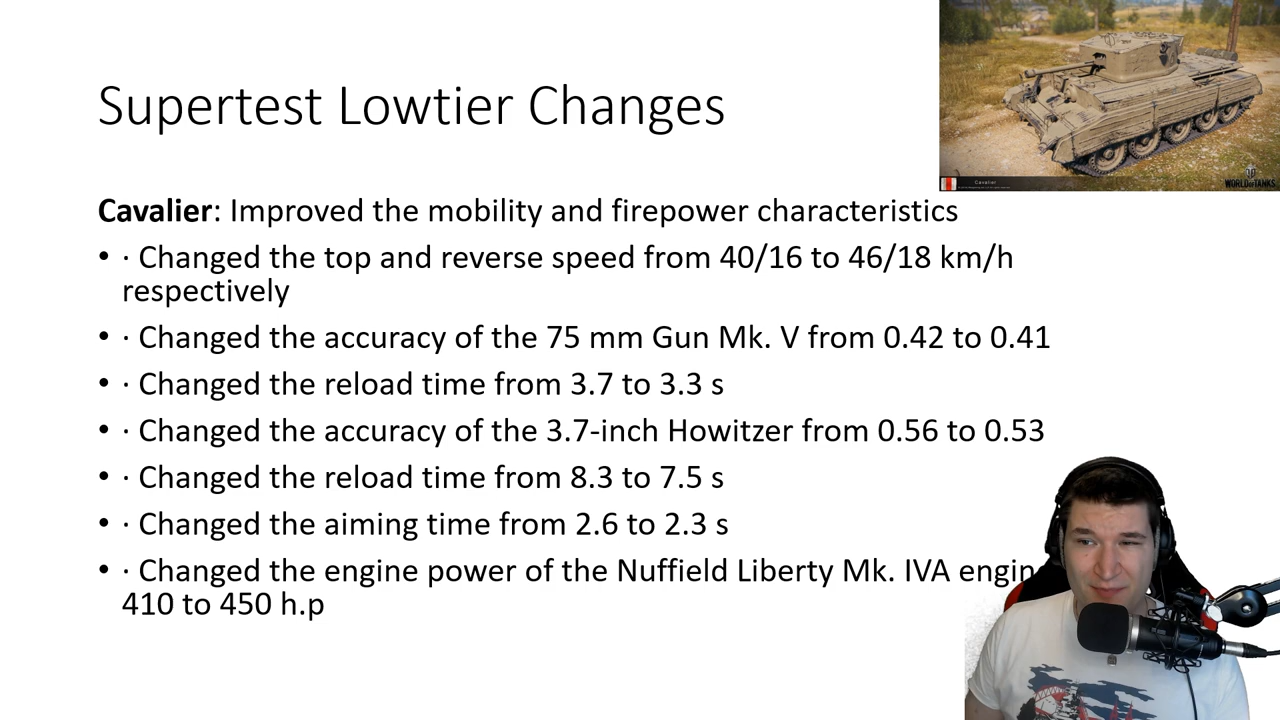 Supertest Lowtier Changes
Cavalier: Improved the mobility and firepower characteristics
• · Changed the top and reverse speed from 40/16 to 46/18 km/h
respectively
• · Changed the accuracy of the 75 mm Gun Mk. V from 0.42 to 0.41
• · Changed the reload time from 3.7 to 3.3 s
• · Changed the accuracy of the 3.7-inch Howitzer from 0.56 to 0.53
• · Changed the reload time from 8.3 to 7.5 s
• · Changed the aiming time from 2.6 to 2.3 s
• · Changed the engine power of the Nuffield Liberty Mk. IVA engin
410 to 450 h.p
Cavalier
WORLD OF TANKS